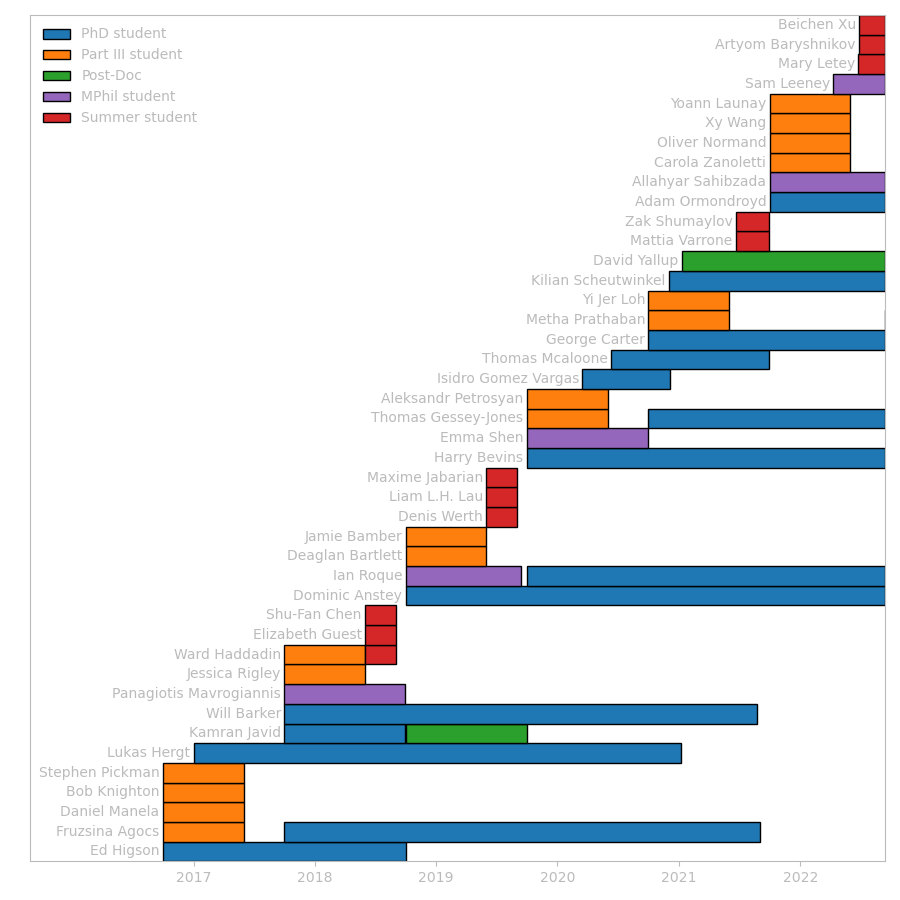 PhD student
Part III student
Post-Doc
MPhil student
Summer student
Beichen Xu
Artyom Baryshnikov
Mary Letey
Sam Leeney
Yoann Launay
Xy Wang
Oliver Normand
Carola Zanoletti
Allahyar Sahibzada
Adam Ormondroyd
Zak Shumaylov
Mattia Varrone
David Yallup
Kilian Scheutwinkel
Yi Jer Loh
Metha Prathaban
George Carter
Thomas Mcaloone
Isidro Gomez Vargas
Aleksandr Petrosyan
Thomas Gessey-Jones
Emma Shen
Harry Bevins
Maxime Jabarian
Liam L.H. Lau
Denis Werth
Jamie Bamber
Deaglan Bartlett
Ian Roque
Dominic Anstey
Shu-Fan Chen
Elizabeth Guest
Ward Haddadin
Jessica Rigley
Panagiotis Mavrogiannis
Will Barker
Kamran Javid
Lukas Hergt
Stephen Pickman
Bob Knighton
Daniel Manela
Fruzsina Agocs
Ed Higson
2017 2018 2019 2020 2021 2022